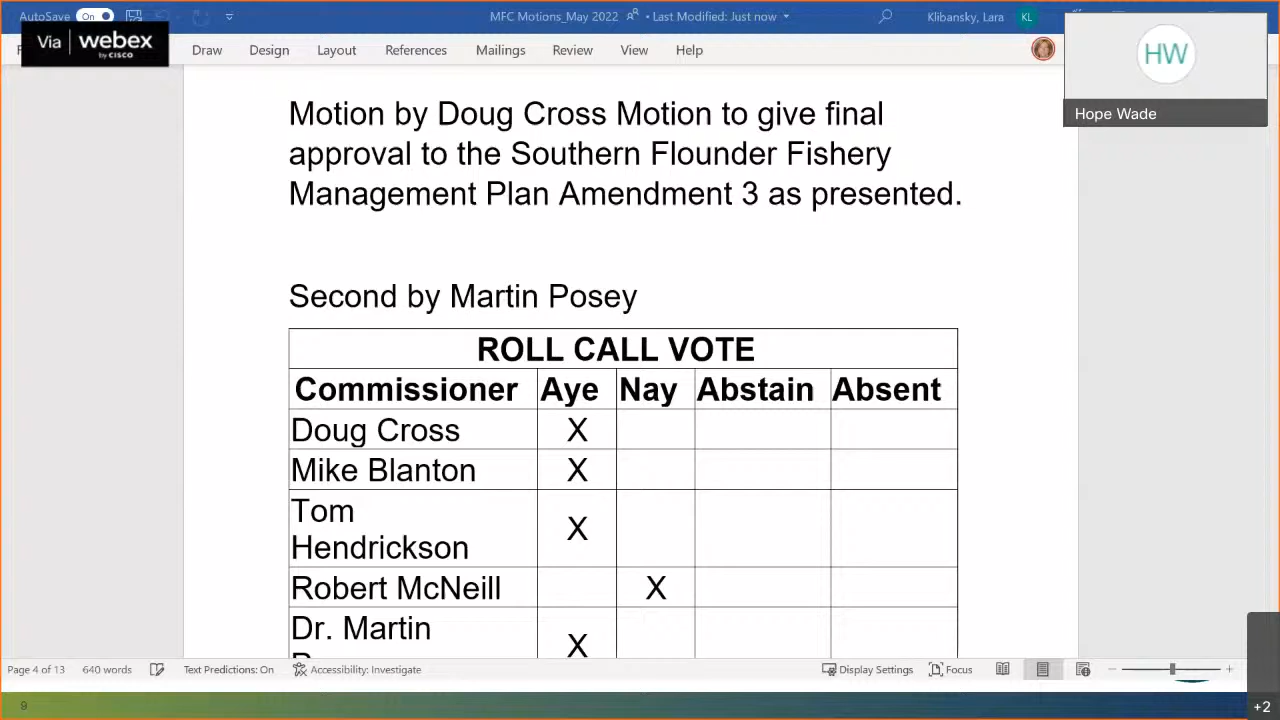 AutoSave On MFC Motions_May 2022 • Last Modified: Just now Klibansky, Lara KL
Via webex
by CISCO
Draw Design Layout References Mailings Review View Help
HW
Hope Wade
Motion by Doug Cross Motion to give final
approval to the Southern Flounder Fishery
Management Plan Amendment 3 as presented.
Second by Martin Posey
ROLL CALL VOTE
Commissioner Aye Nay Abstain Absent
Doug Cross X
Mike Blanton X
Tom
Hendrickson X
Robert McNeill X
Dr. Martin
X
Page 4 of 13 640 words Text Predictions: On Accessibility: Investigate Display Settings Focus
9
+2